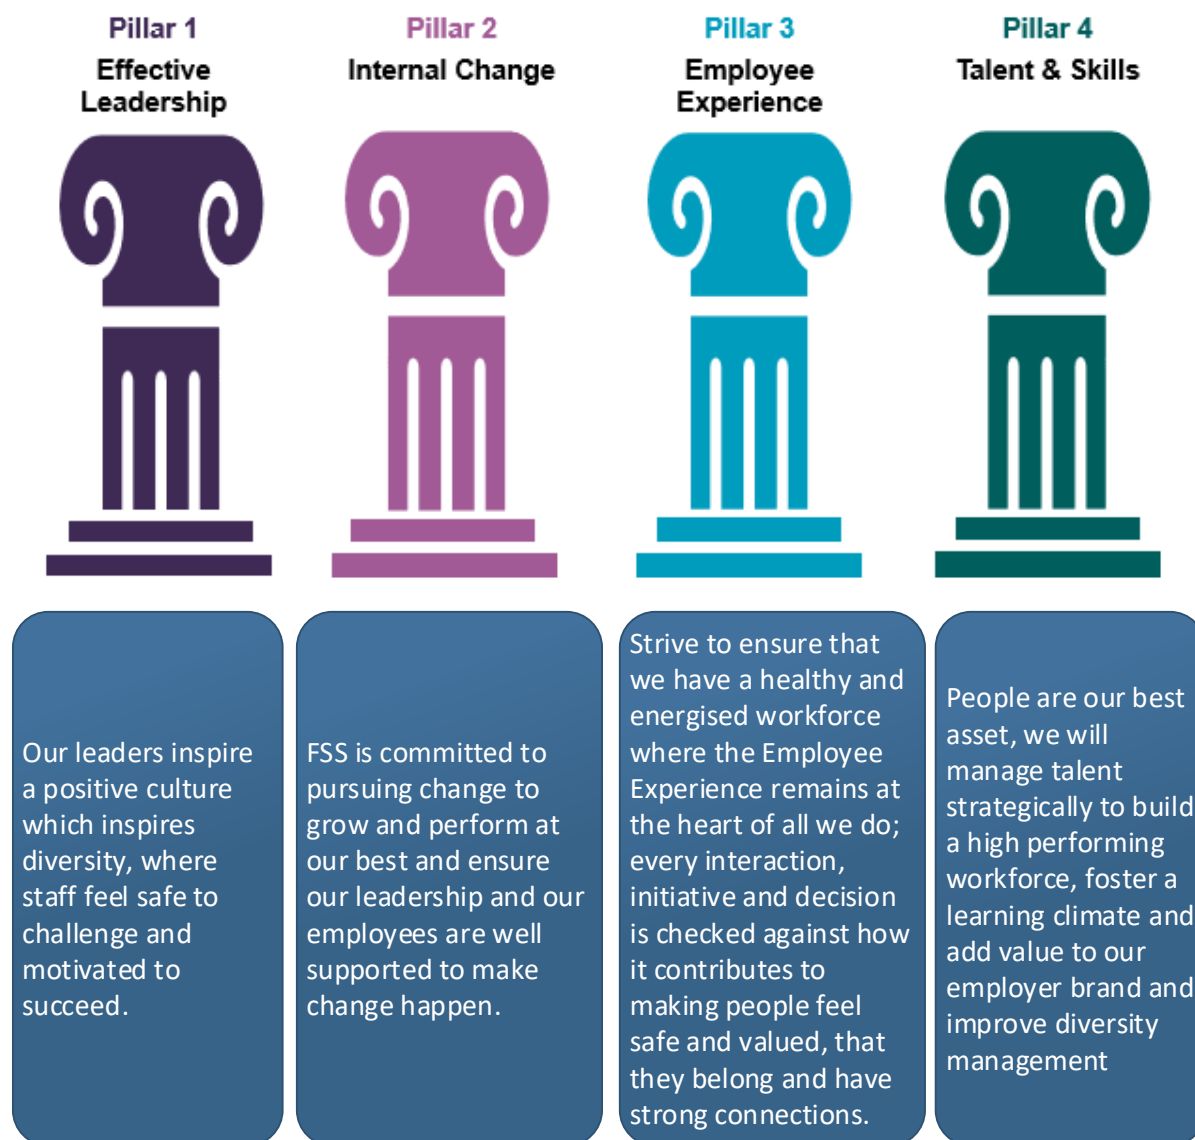 Pillar 1
Effective
Leadership
Pillar 2
Internal Change
Pillar 3
Employee
Experience
Pillar 4
Talent & Skills
Our leaders inspire
a positive culture
which inspires
diversity, where
staff feel safe to
challenge and
motivated to
succeed.
FSS is committed to
pursuing change to
grow and perform at
our best and ensure
our leadership and our
employees are well
supported to make
change happen.
Strive to ensure that
we have a healthy and
energised workforce
where the Employee
Experience remains at
the heart of all we do;
every interaction,
initiative and decision
is checked against how
it contributes to
making people feel
safe and valued, that
they belong and have
strong connections.
People are our best
asset, we will
manage talent
strategically to build
a high performing
workforce, foster a
learning climate and
add value to our
employer brand and
improve diversity
management